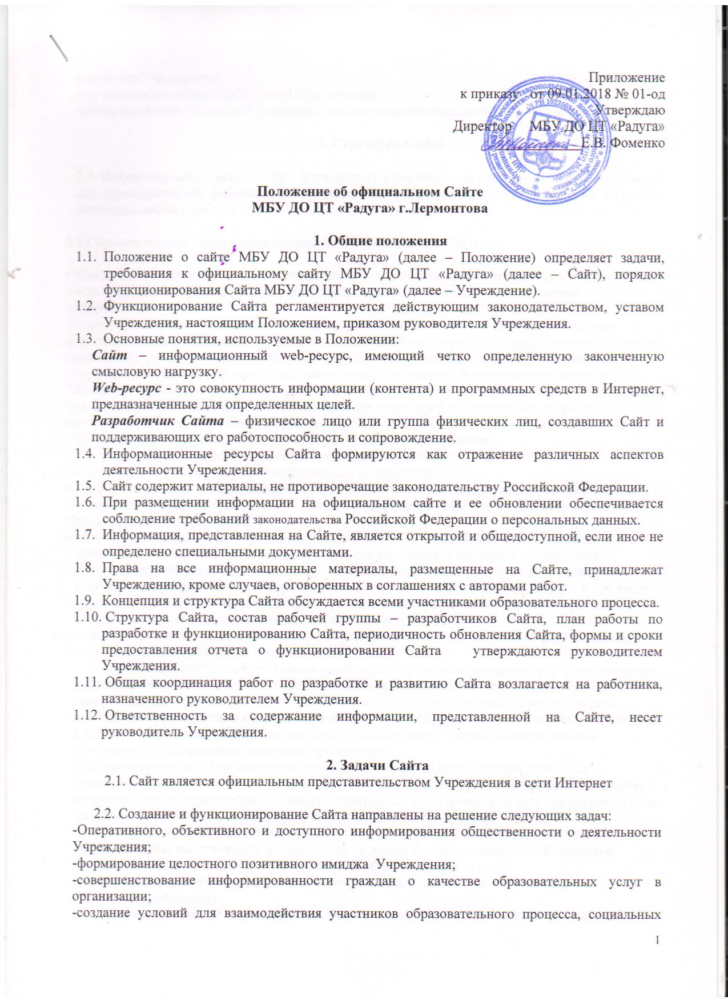 Приложение
к приказу от 09.01.2018 № 01-од
Утверждаю
Директор МБУ ДО ЦТ «Радуга»
Е.В. Фоменко
Положение об официальном Сайте
МБУ ДО ЦТ «Радуга» г.Лермонтова
1. Общие положения
1.1. Положение о сайте МБУ ДО ЦТ «Радуга» (далее – Положение) определяет задачи,
требования к официальному сайту МБУ ДО ЦТ «Радуга» (далее – Сайт), порядок
функционирования Сайта МБУ ДО ЦТ «Радуга» (далее – Учреждение).
1.2. Функционирование Сайта регламентируется действующим законодательством, уставом
Учреждения, настоящим Положением, приказом руководителя Учреждения.
1.3. Основные понятия, используемые в Положении:
Сайт – информационный web-ресурс, имеющий четко определенную законченную
смысловую нагрузку.
Web-ресурс - это совокупность информации (контента) и программных средств в Интернет,
предназначенные для определенных целей.
Разработчик Сайта – физическое лицо или группа физических лиц, создавших Сайт и
поддерживающих его работоспособность и сопровождение.
1.4. Информационные ресурсы Сайта формируются как отражение различных аспектов
деятельности Учреждения.
1.5. Сайт содержит материалы, не противоречащие законодательству Российской Федерации.
1.6. При размещении информации на официальном сайте и ее обновлении обеспечивается
соблюдение требований законодательства Российской Федерации о персональных данных.
1.7. Информация, представленная на Сайте, является открытой и общедоступной, если иное не
определено специальными документами.
1.8. Права на все информационные материалы, размещенные на Сайте, принадлежат
Учреждению, кроме случаев, оговоренных в соглашениях с авторами работ.
1.9. Концепция и структура Сайта обсуждается всеми участниками образовательного процесса.
1.10. Структура Сайта, состав рабочей группы – разработчиков Сайта, план работы по
разработке и функционированию Сайта, периодичность обновления Сайта, формы и сроки
предоставления отчета о функционировании Сайта утверждаются руководителем
Учреждения.
1.11. Общая координация работ по разработке и развитию Сайта возлагается на работника,
назначенного руководителем Учреждения.
1.12. Ответственность за содержание информации, представленной на Сайте, несет
руководитель Учреждения.
2. Задачи Сайта
2.1. Сайт является официальным представительством Учреждения в сети Интернет
2.2. Создание и функционирование Сайта направлены на решение следующих задач:
-Оперативного, объективного и доступного информирования общественности о деятельности
Учреждения;
-формирование целостного позитивного имиджа Учреждения;
-совершенствование информированности граждан о качестве образовательных услуг в
организации;
-создание условий для взаимодействия участников образовательного процесса, социальных
1